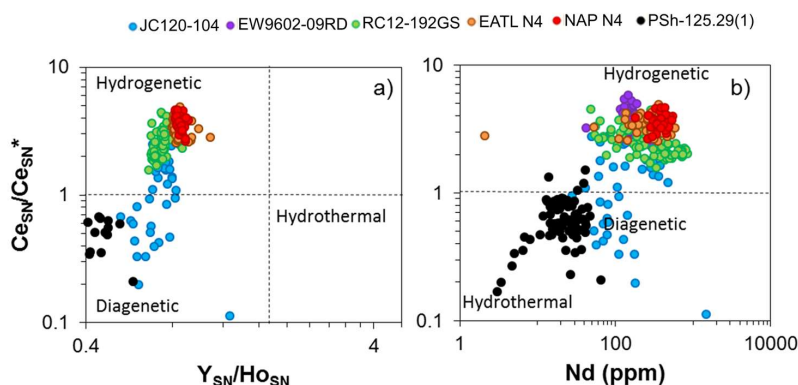 JC120-104 EW9602-09RD RC12-192GS EATL N4 NAP N4 PSh-125.29(1)
10 Hydrogenetic a)
CeSN/CeSN*
1
Hydrothermal
Diagenetic
0.1
0.4 4
YSN/HoSN
10 Hydrogenetic b)
1
Diagenetic
Hydrothermal
0.1
1 100 10000
Nd (ppm)